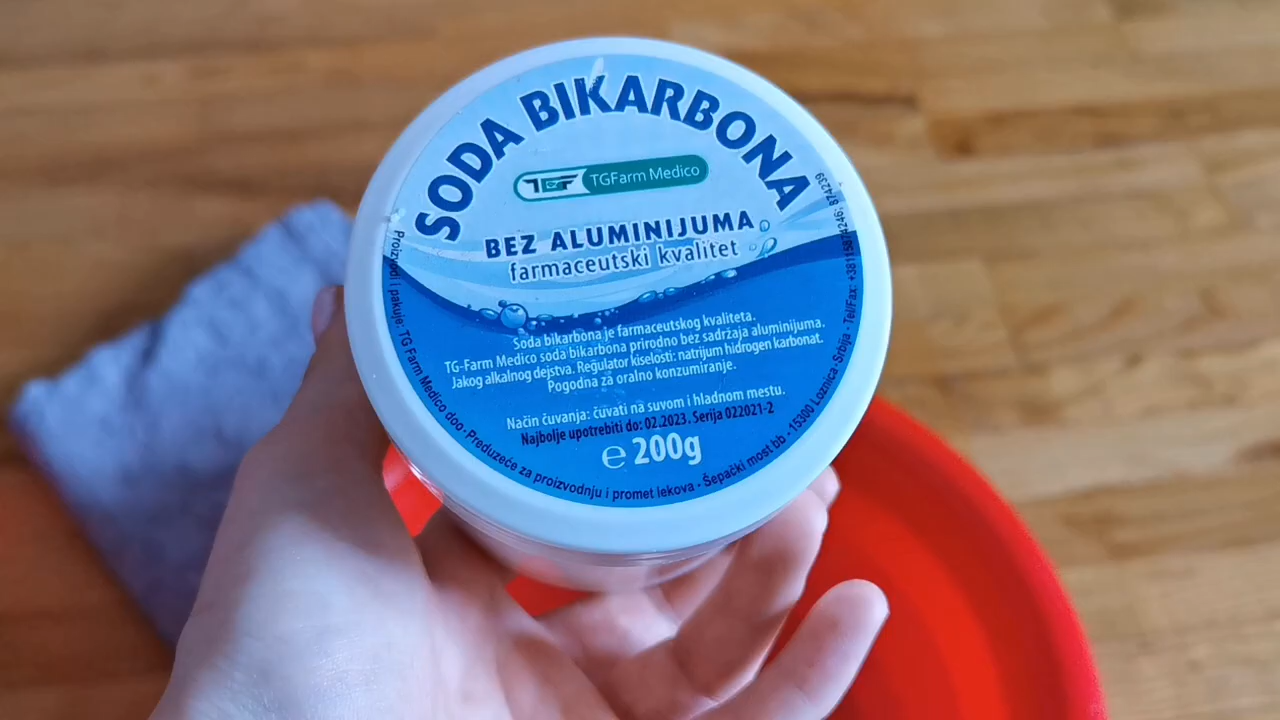 SODA BIKARBONA
TGF TGFarm Medico
BEZ ALUMINIJUMA
farmaceutski kvalitet
Soda bikarbona je farmaceutskog kvaliteta.
TG-Farm Medico soda bikarbona prirodno bez sadržaja aluminijuma.
Jakog alkalnog dejstva. Regulator kiselosti: natrijum hidrogen karbonat.
Pogodna za oralno konzumiranje.
Način čuvanja: čuvati na suvom i hladnom mestu.
Najbolje upotrebiti do: 02.2023. Serija 022021-2
e 200g
Proizvodi i pakuje: TG Farm Medico doo - Preduzeće za proizvodnju i promet lekova - Šepački most bb - 15300 Loznica - Srbija - Tel/Fax: +38115874246; 874239